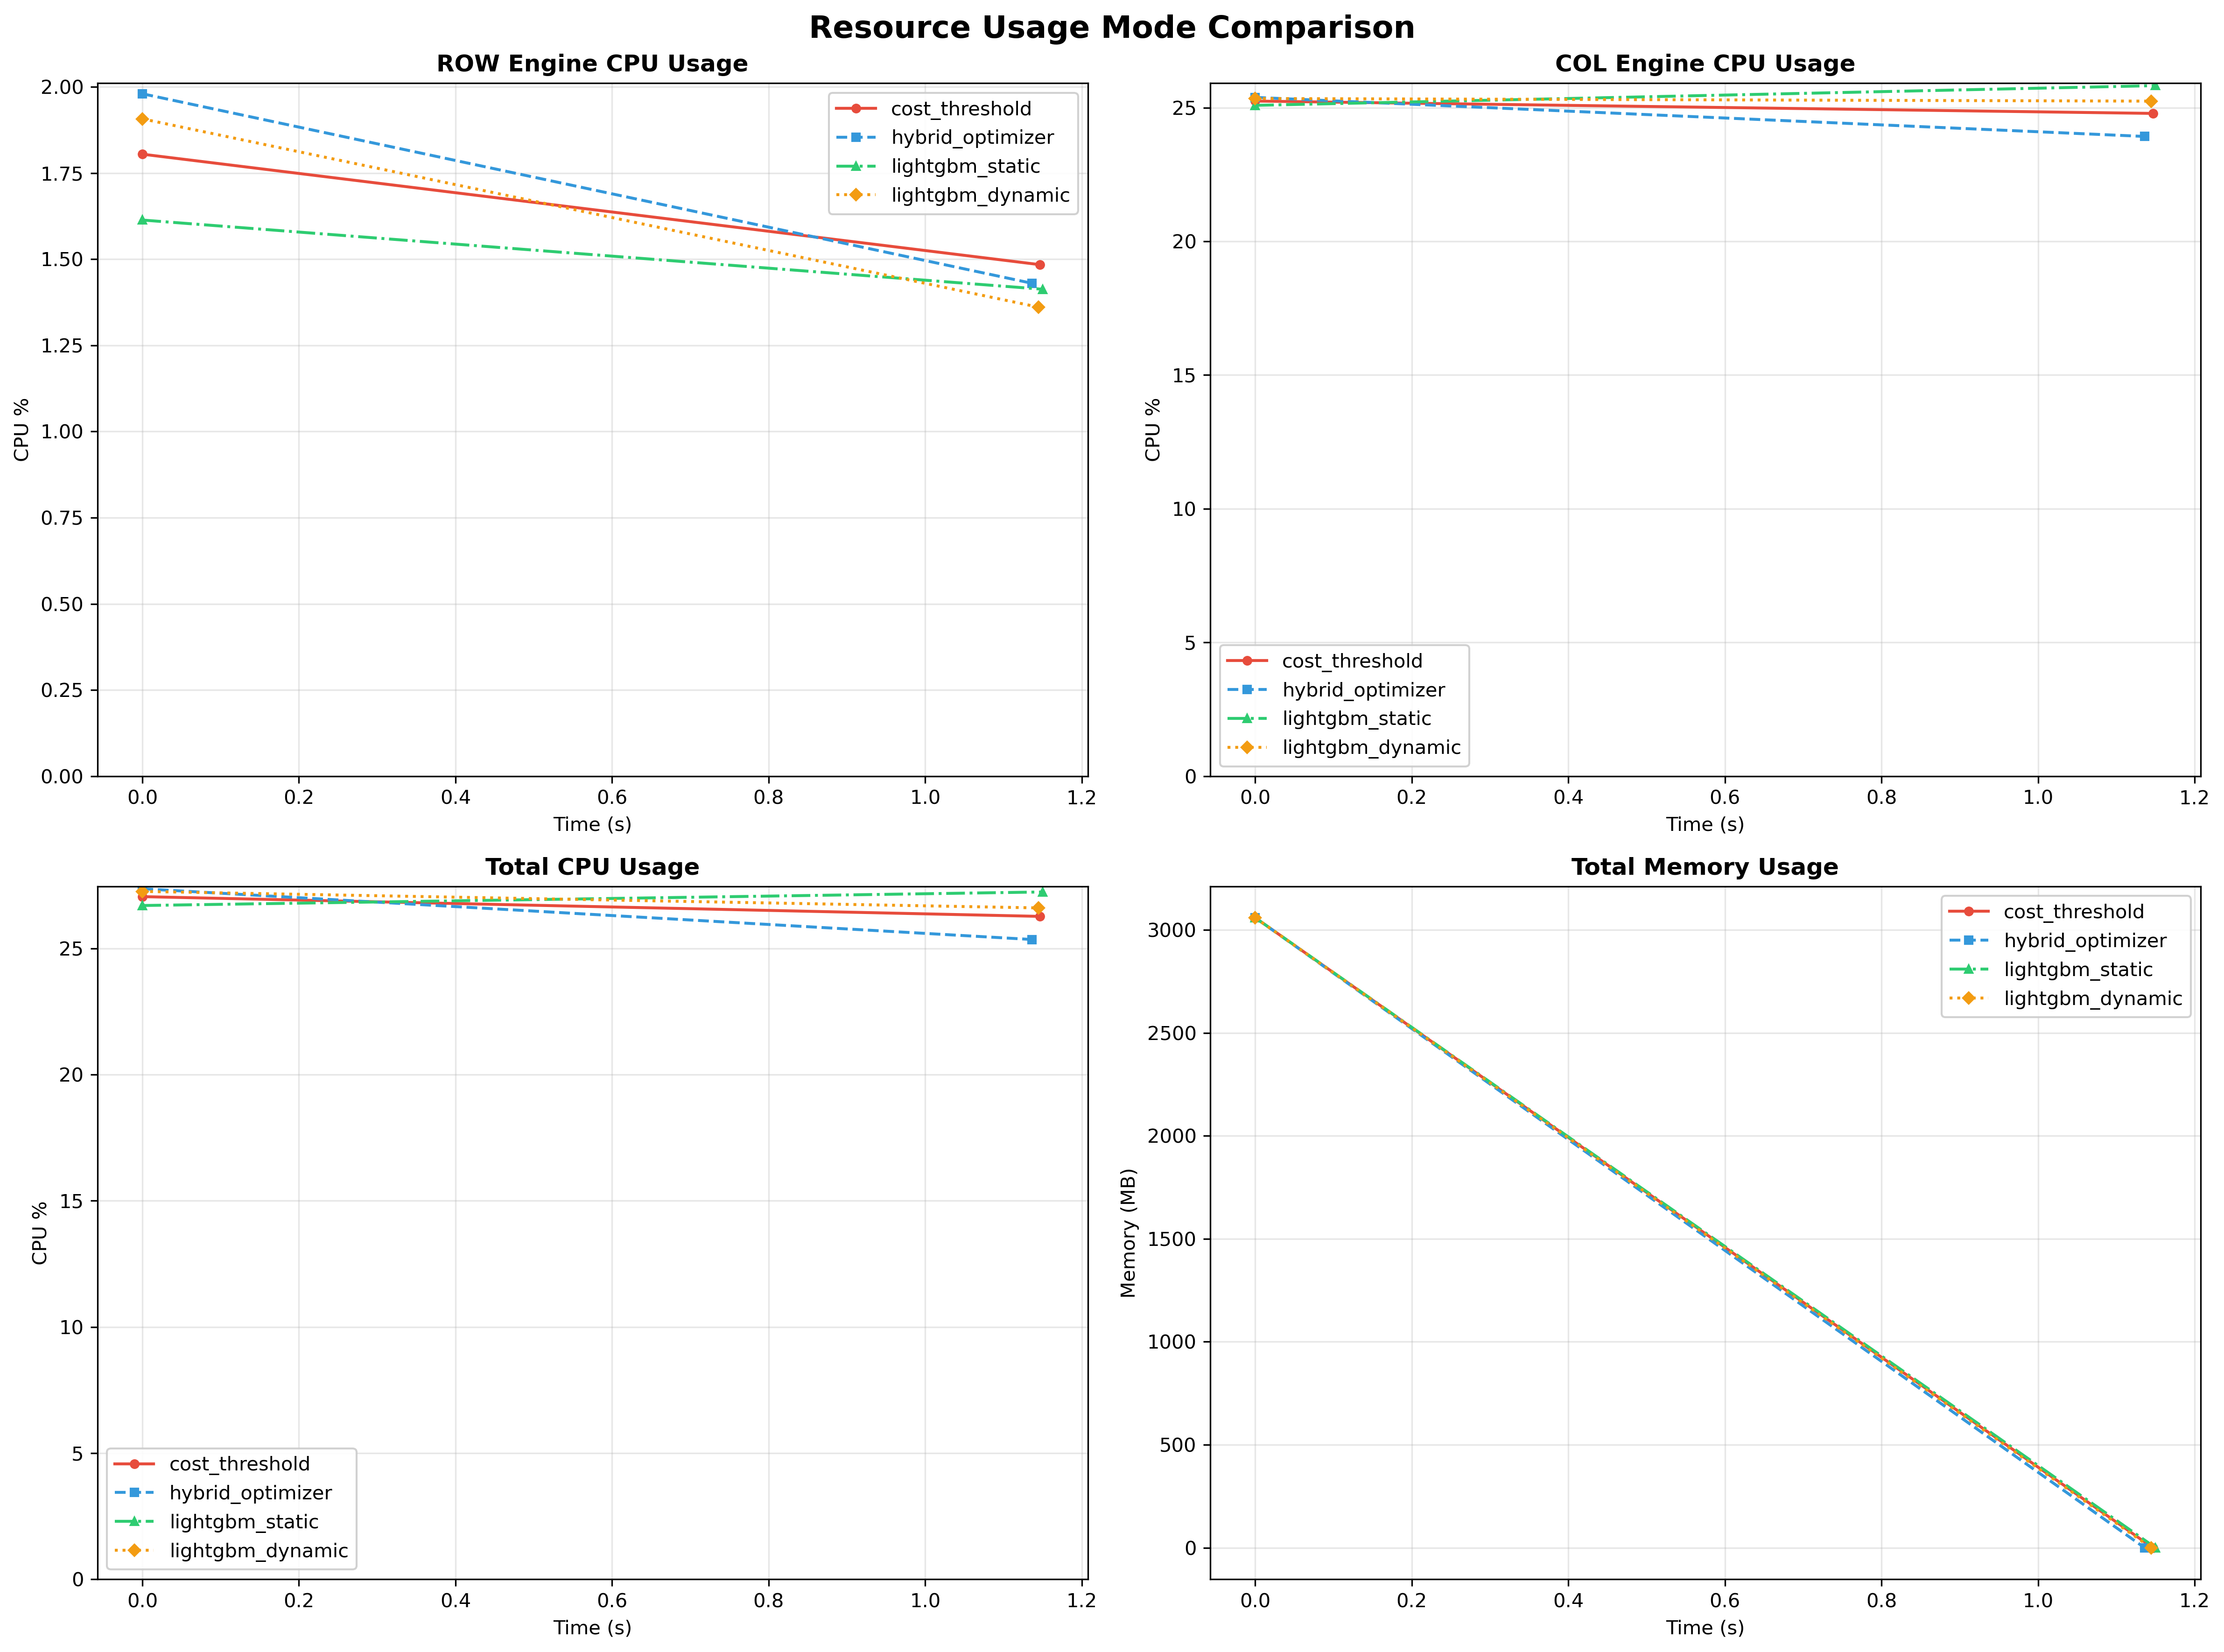 Resource Usage Mode Comparison
ROW Engine CPU Usage
2.00
1.75
1.50
1.25
1.00
0.75
0.50
0.25
0.00
CPU %
0.0 0.2 0.4 0.6 0.8 1.0 1.2
Time (s)
cost_threshold
hybrid_optimizer
lightgbm_static
lightgbm_dynamic
COL Engine CPU Usage
25
20
15
10
5
0
CPU %
0.0 0.2 0.4 0.6 0.8 1.0 1.2
Time (s)
cost_threshold
hybrid_optimizer
lightgbm_static
lightgbm_dynamic
Total CPU Usage
25
20
15
10
5
0
CPU %
0.0 0.2 0.4 0.6 0.8 1.0 1.2
Time (s)
cost_threshold
hybrid_optimizer
lightgbm_static
lightgbm_dynamic
Total Memory Usage
3000
2500
2000
1500
1000
500
0
Memory (MB)
0.0 0.2 0.4 0.6 0.8 1.0 1.2
Time (s)
cost_threshold
hybrid_optimizer
lightgbm_static
lightgbm_dynamic